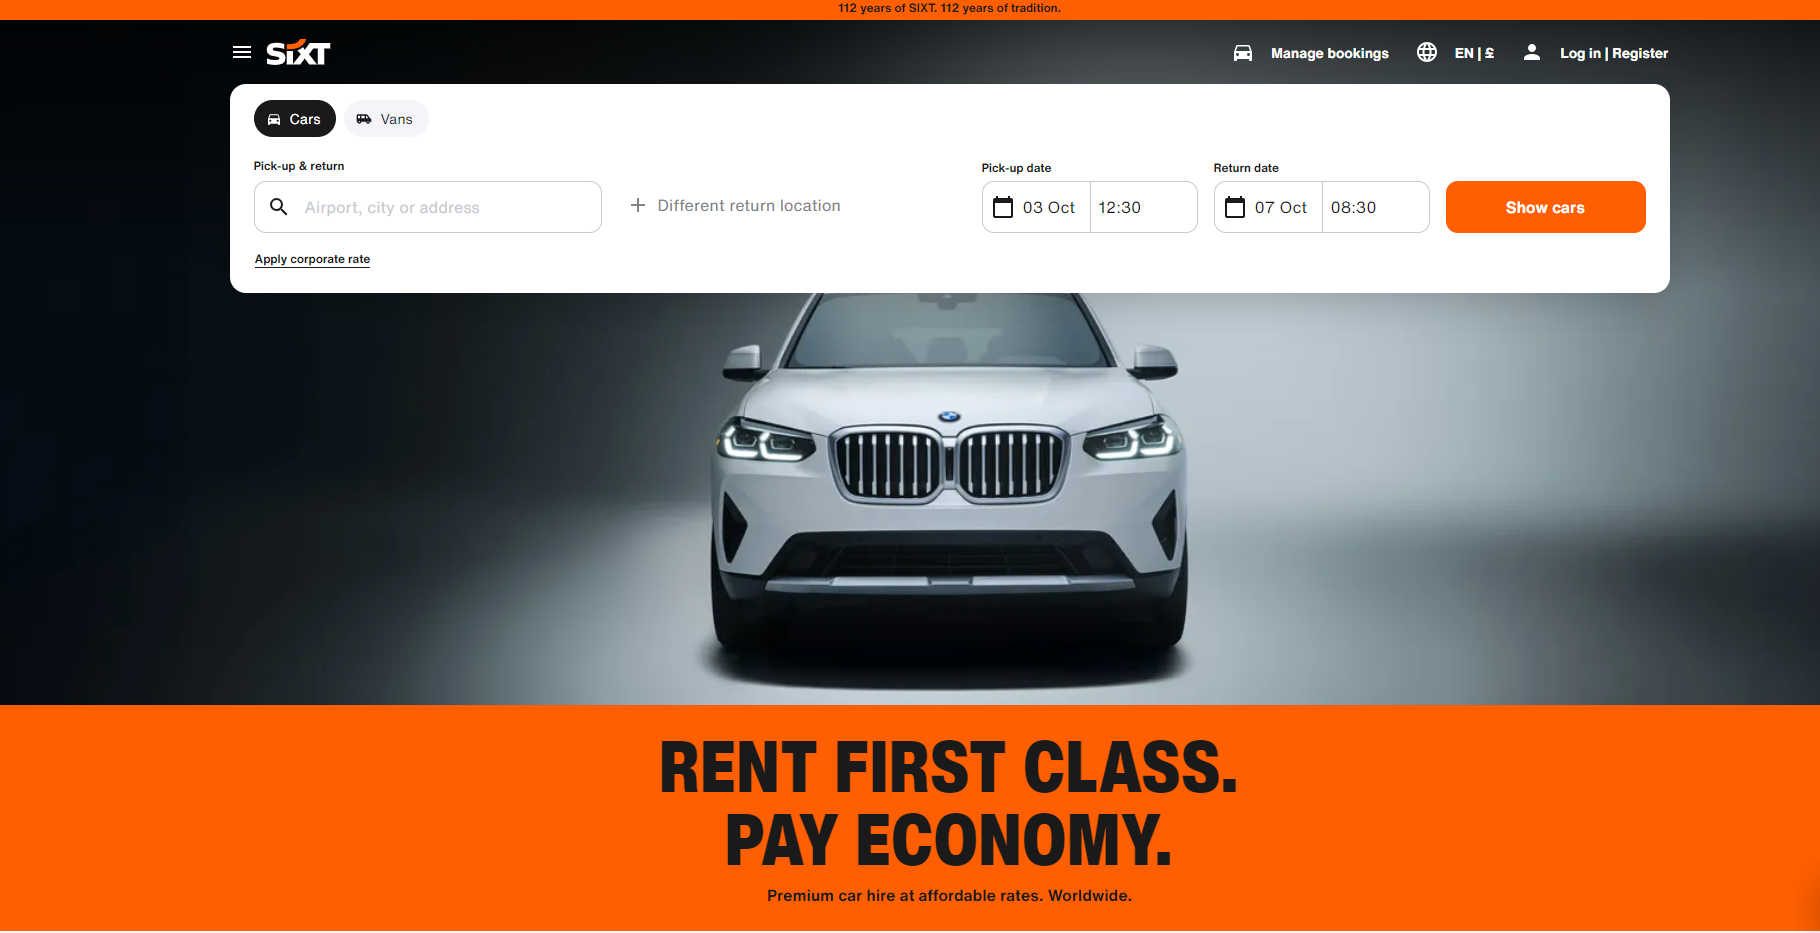 112 years of SIXT. 112 years of tradition.
SIXT
Manage bookings
EN | £
Log in | Register
Cars
Vans
Pick-up & return
Airport, city or address
Different return location
Pick-up date
03 Oct
12:30
Return date
07 Oct
08:30
Show cars
Apply corporate rate
RENT FIRST CLASS.
PAY ECONOMY.
Premium car hire at affordable rates. Worldwide.